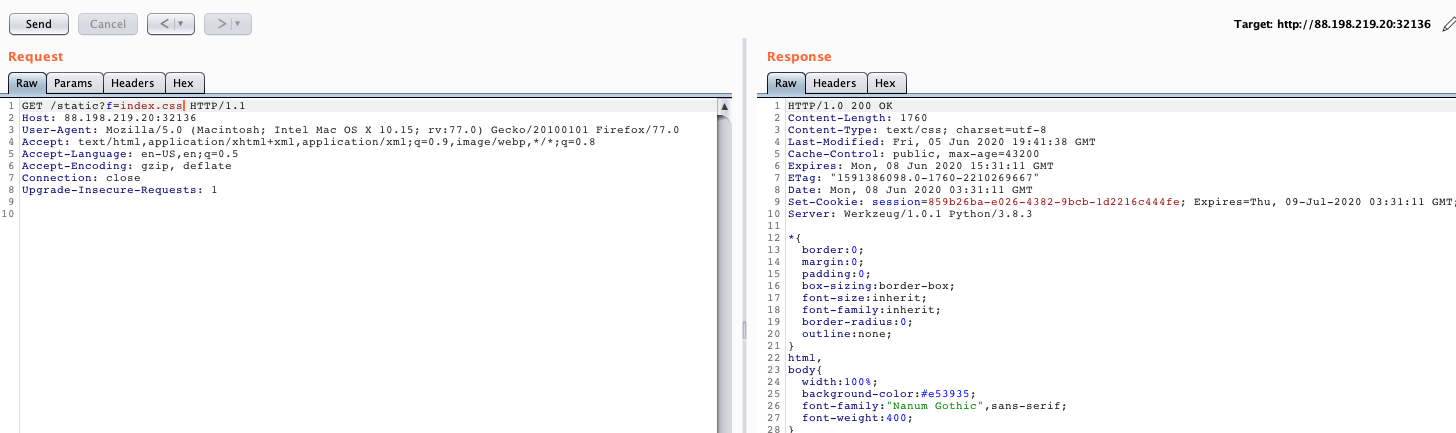 Send Cancel < > Target: http://88.198.219.20:32136
Request
Raw Params Headers Hex
1 GET /static?f=index.css HTTP/1.1
2 Host: 88.198.219.20:32136
3 User-Agent: Mozilla/5.0 (Macintosh; Intel Mac OS X 10.15; rv:77.0) Gecko/20100101 Firefox/77.0
4 Accept: text/html,application/xhtml+xml,application/xml;q=0.9,image/webp,*/*;q=0.8
5 Accept-Language: en-US,en;q=0.5
6 Accept-Encoding: gzip, deflate
7 Connection: close
8 Upgrade-Insecure-Requests: 1
9
10
Response
Raw Headers Hex
1 HTTP/1.0 200 OK
2 Content-Length: 1760
3 Content-Type: text/css; charset=utf-8
4 Last-Modified: Fri, 05 Jun 2020 19:41:38 GMT
5 Cache-Control: public, max-age=43200
6 Expires: Mon, 08 Jun 2020 15:31:11 GMT
7 ETag: "1591386098.0-1760-2210269667"
8 Date: Mon, 08 Jun 2020 03:31:11 GMT
9 Set-Cookie: session=859b26ba-e026-4382-9bcb-1d2216c444fe; Expires=Thu, 09-Jul-2020 03:31:11 GMT;
10 Server: Werkzeug/1.0.1 Python/3.8.3
11
12 *{
13 border:0;
14 margin:0;
15 padding:0;
16 box-sizing:border-box;
17 font-size:inherit;
18 font-family:inherit;
19 border-radius:0;
20 outline:none;
21 }
22 html,
23 body{
24 width:100%;
25 background-color:#e53935;
26 font-family:"Nanum Gothic",sans-serif;
27 font-weight:400;
28 }